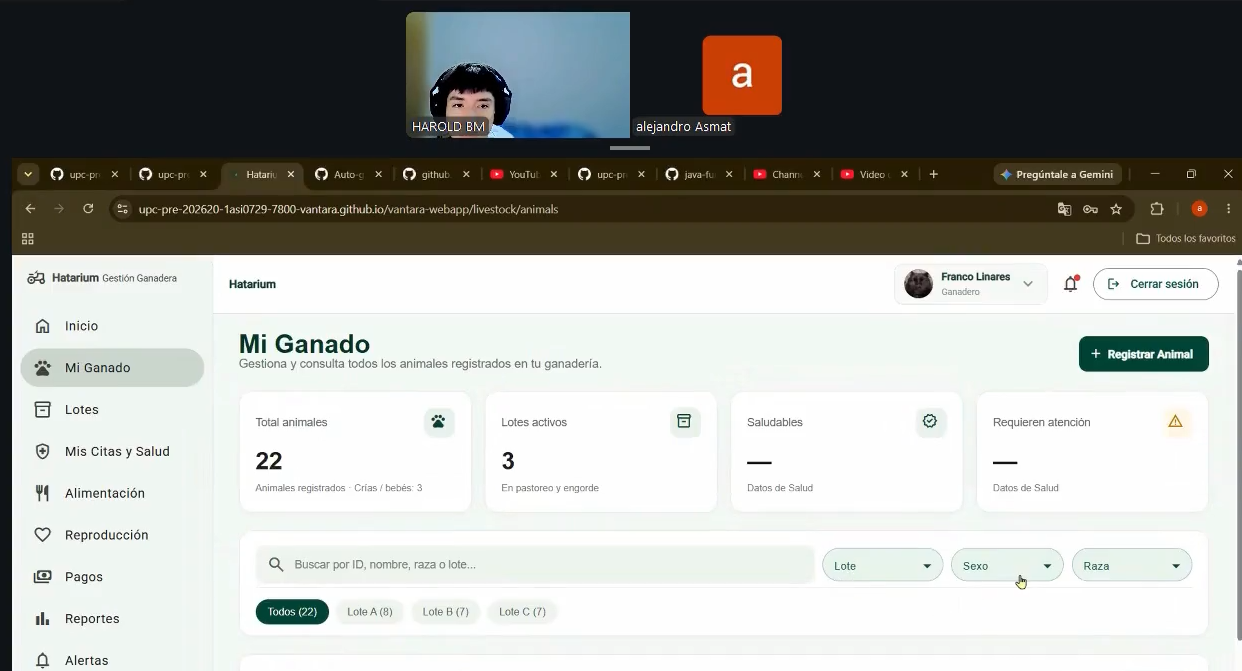 HAROLD BM
a
alejandro Asmat
upc-pr
upc-pr
Hatariu
Auto-g
github.
YouTu
upc-pr
java-fu
Chann
Video
Pregúntale a Gemini
upc-pre-202620-1asi0729-7800-vantara.github.io/vantara-webapp/livestock/animals
a
Todos los favoritos
Hatarium Gestión Ganadera
Hatarium
Franco Linares
Ganadero
Cerrar sesión
Inicio
Mi Ganado
Lotes
Mis Citas y Salud
Alimentación
Reproducción
Pagos
Reportes
Alertas
Mi Ganado
Gestiona y consulta todos los animales registrados en tu ganadería.
+ Registrar Animal
Total animales
22
Animales registrados · Crías / bebés: 3
Lotes activos
3
En pastoreo y engorde
Saludables
—
Datos de Salud
Requieren atención
—
Datos de Salud
Buscar por ID, nombre, raza o lote...
Lote
Sexo
Raza
Todos (22)
Lote A (8)
Lote B (7)
Lote C (7)